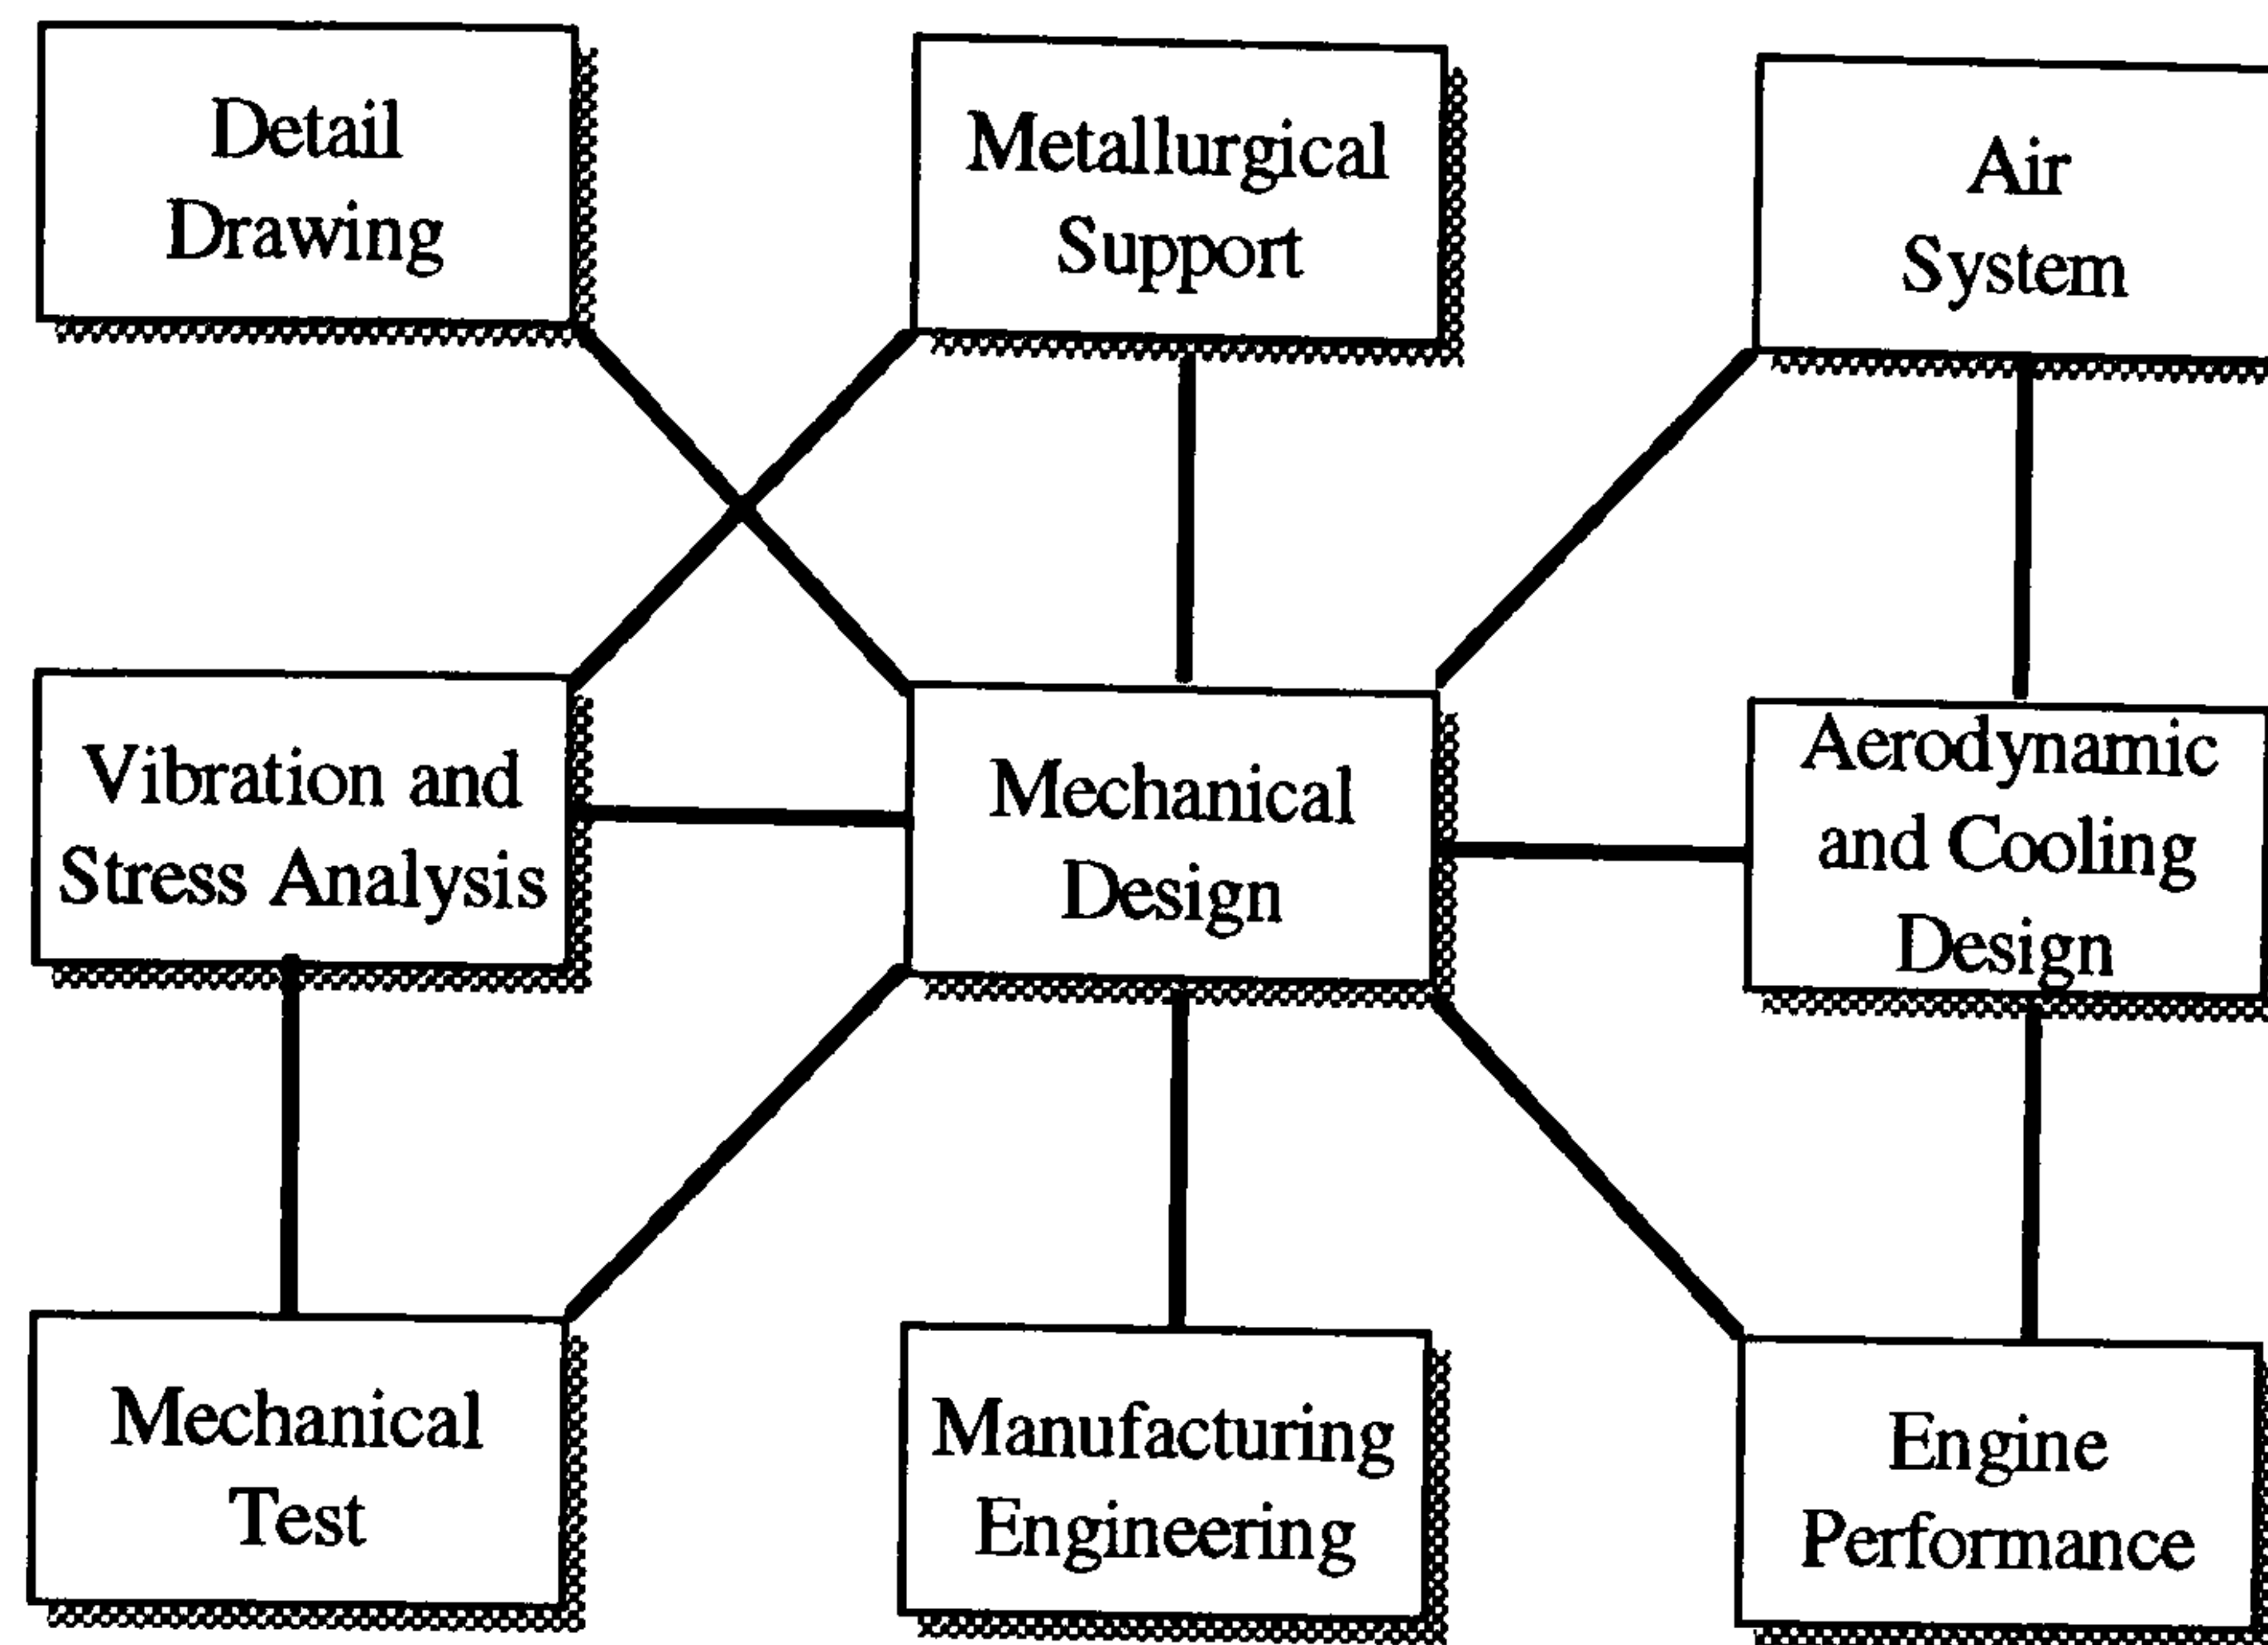 Detail
Drawing
Metallurgical
Support
Air
System
Vibration and
Stress Analysis
Mechanical
Design
Aerodynamic
and Cooling
Design
Mechanical
Test
Manufacturing
Engineering
Engine
Performance